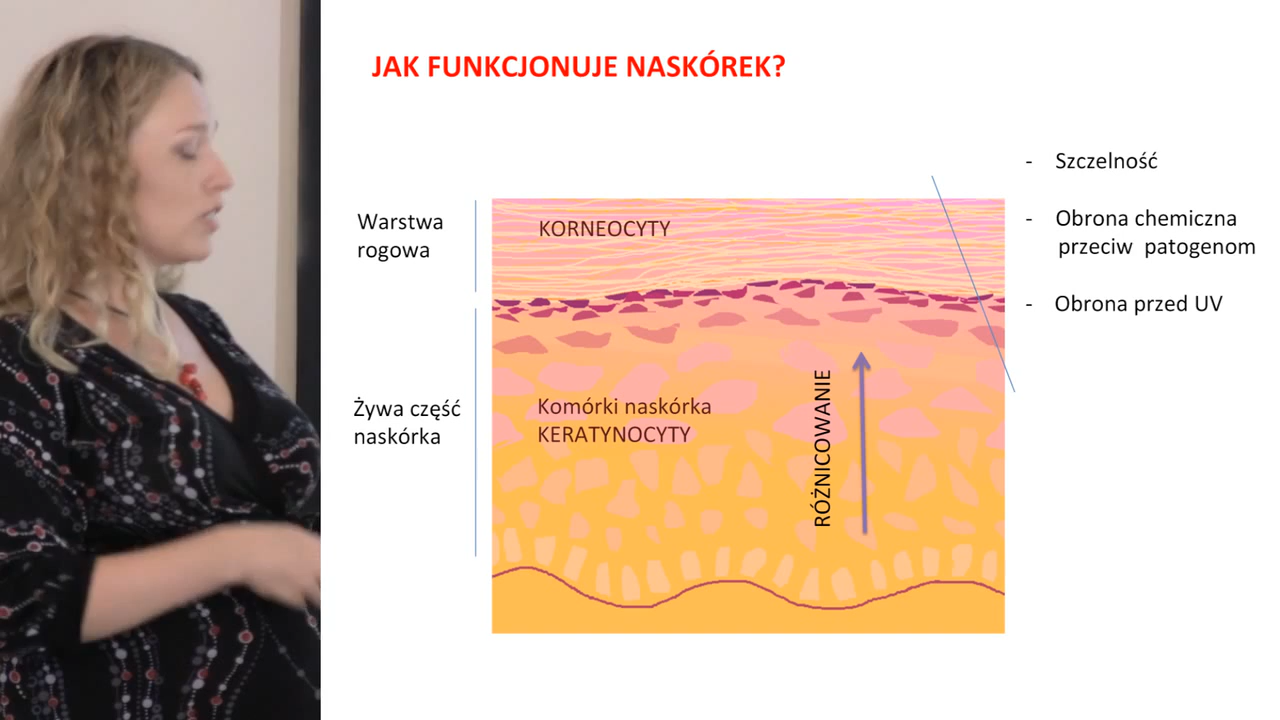 JAK FUNKCJONUJE NASKÓREK?
Warstwa
rogowa
KORNEOCYTY
- Szczelność
- Obrona chemiczna
przeciw patogenom
- Obrona przed UV
Żywa część
naskórka
Komórki naskórka
KERATYNOCYTY
RÓŻNICOWANIE